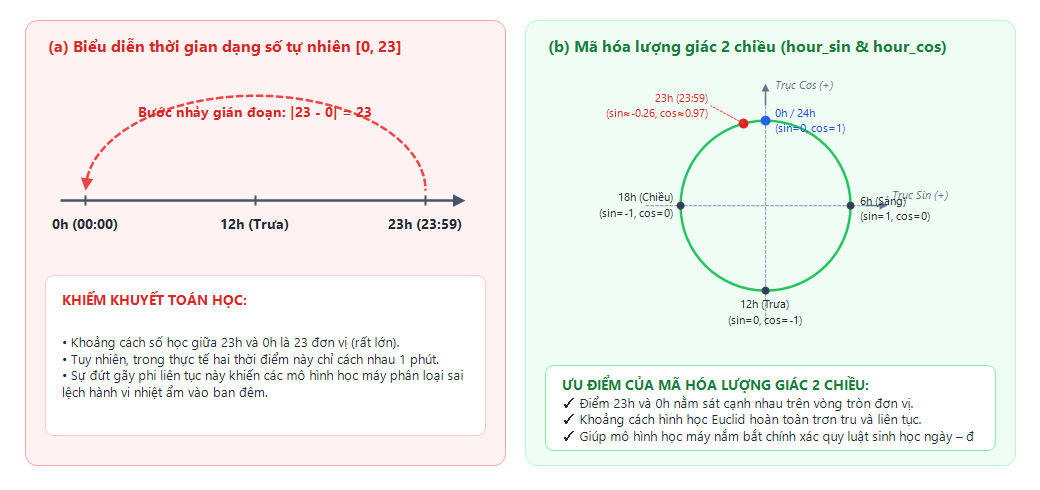 (a) Biểu diễn thời gian dạng số tự nhiên [0, 23]
Bước nhảy gián đoạn: |23 - 0| = 23
0h (00:00)
12h (Trưa)
23h (23:59)
KHIẾM KHUYẾT TOÁN HỌC:
• Khoảng cách số học giữa 23h và 0h là 23 đơn vị (rất lớn).
• Tuy nhiên, trong thực tế hai thời điểm này chỉ cách nhau 1 phút.
• Sự đứt gãy phi liên tục này khiến các mô hình học máy phân loại sai
lệch hành vi nhiệt ẩm vào ban đêm.
(b) Mã hóa lượng giác 2 chiều (hour_sin & hour_cos)
Trục Cos (+)
23h (23:59)
(sin≈-0.26, cos≈0.97)
0h / 24h
(sin=0, cos=1)
18h (Chiều)
(sin=-1, cos=0)
Trục Sin (+)
6h (Sáng)
(sin=1, cos=0)
12h (Trưa)
(sin=0, cos=-1)
ƯU ĐIỂM CỦA MÃ HÓA LƯỢNG GIÁC 2 CHIỀU:
✓ Điểm 23h và 0h nằm sát cạnh nhau trên vòng tròn đơn vị.
✓ Khoảng cách hình học Euclid hoàn toàn trơn tru và liên tục.
✓ Giúp mô hình học máy nắm bắt chính xác quy luật sinh học ngày – đ